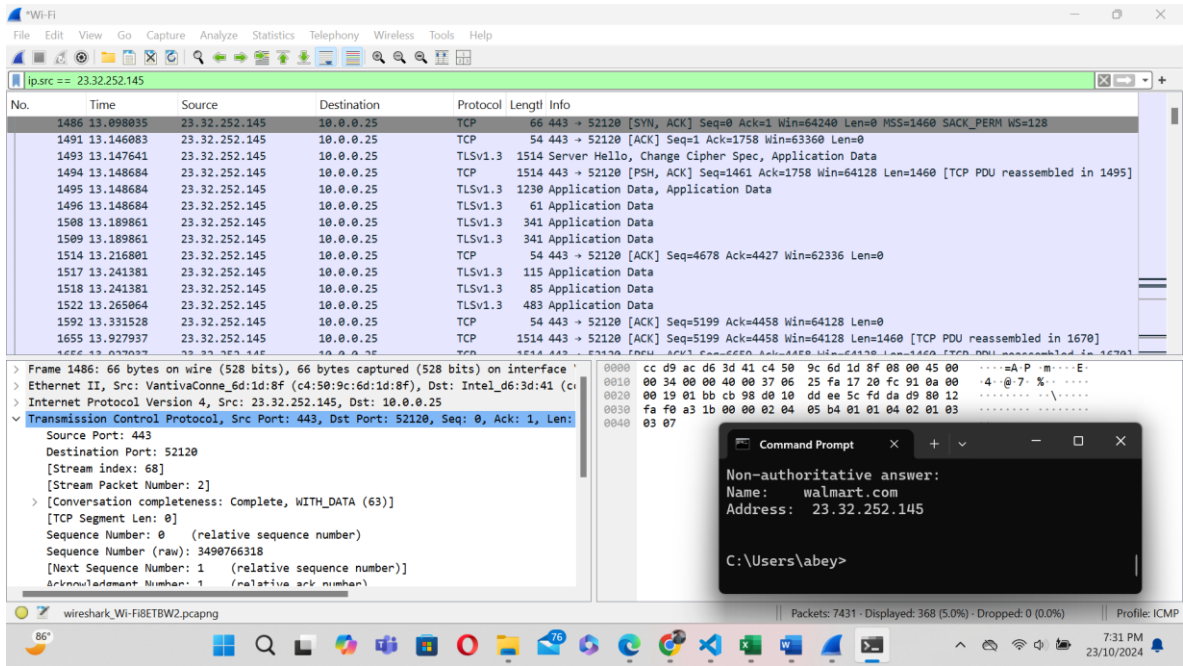 *Wi-Fi
File Edit View Go Capture Analyze Statistics Telephony Wireless Tools Help
ip.src == 23.32.252.145
No. Time Source Destination Protocol Lengtl Info
1486 13.098035 23.32.252.145 10.0.0.25 TCP 66 443 → 52120 [SYN, ACK] Seq=0 Ack=1 Win=64240 Len=0 MSS=1460 SACK_PERM WS=128
1491 13.146083 23.32.252.145 10.0.0.25 TCP 54 443 → 52120 [ACK] Seq=1 Ack=1758 Win=63360 Len=0
1493 13.147641 23.32.252.145 10.0.0.25 TLSv1.3 1514 Server Hello, Change Cipher Spec, Application Data
1494 13.148684 23.32.252.145 10.0.0.25 TCP 1514 443 → 52120 [PSH, ACK] Seq=1461 Ack=1758 Win=64128 Len=1460 [TCP PDU reassembled in 1495]
1495 13.148684 23.32.252.145 10.0.0.25 TLSv1.3 1230 Application Data, Application Data
1496 13.148684 23.32.252.145 10.0.0.25 TLSv1.3 61 Application Data
1508 13.189861 23.32.252.145 10.0.0.25 TLSv1.3 341 Application Data
1509 13.189861 23.32.252.145 10.0.0.25 TLSv1.3 341 Application Data
1514 13.216801 23.32.252.145 10.0.0.25 TCP 54 443 → 52120 [ACK] Seq=4678 Ack=4427 Win=62336 Len=0
1517 13.241381 23.32.252.145 10.0.0.25 TLSv1.3 115 Application Data
1518 13.241381 23.32.252.145 10.0.0.25 TLSv1.3 85 Application Data
1522 13.265064 23.32.252.145 10.0.0.25 TLSv1.3 483 Application Data
1592 13.331528 23.32.252.145 10.0.0.25 TCP 54 443 → 52120 [ACK] Seq=5199 Ack=4458 Win=64128 Len=0
1655 13.927937 23.32.252.145 10.0.0.25 TCP 1514 443 → 52120 [ACK] Seq=5199 Ack=4458 Win=64128 Len=1460 [TCP PDU reassembled in 1670]
Frame 1486: 66 bytes on wire (528 bits), 66 bytes captured (528 bits) on interface
Ethernet II, Src: VantivaConne_6d:1d:8f (c4:50:9c:6d:1d:8f), Dst: Intel_d6:3d:41 (c
Internet Protocol Version 4, Src: 23.32.252.145, Dst: 10.0.0.25
Transmission Control Protocol, Src Port: 443, Dst Port: 52120, Seq: 0, Ack: 1, Len:
Source Port: 443
Destination Port: 52120
[Stream index: 68]
[Stream Packet Number: 2]
[Conversation completeness: Complete, WITH_DATA (63)]
[TCP Segment Len: 0]
Sequence Number: 0 (relative sequence number)
Sequence Number (raw): 3490766318
[Next Sequence Number: 1 (relative sequence number)]
Acknowledgment Number: 1 (relative ack number)
0000 cc d9 ac d6 3d 41 c4 50 9c 6d 1d 8f 08 00 45 00 ····=A·P ·m····E·
0010 00 34 00 00 40 00 37 06 25 fa 17 20 fc 91 0a 00 ·4··@·7· %·· ····
0020 00 19 01 bb cb 98 d0 10 dd ee 5c fd da d9 80 12 ········ ··\·····
0030 fa f0 a3 1b 00 00 02 04 05 b4 01 01 04 02 01 03 ········ ········
0040 03 07
Command Prompt
Non-authoritative answer:
Name: walmart.com
Address: 23.32.252.145
C:\Users\abey>
wireshark_Wi-Fi8ETBW2.pcapng Packets: 7431 · Displayed: 368 (5.0%) · Dropped: 0 (0.0%) Profile: ICMP
86°
76
7:31 PM
23/10/2024